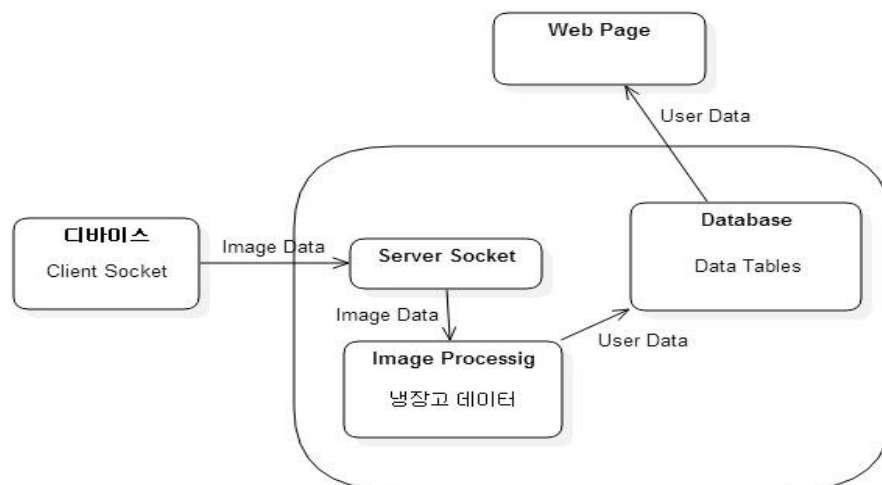 Web Page
User Data
디바이스
Client Socket
Image Data
Server Socket
Database
Data Tables
Image Data
Image Processig
냉장고 데이터
User Data